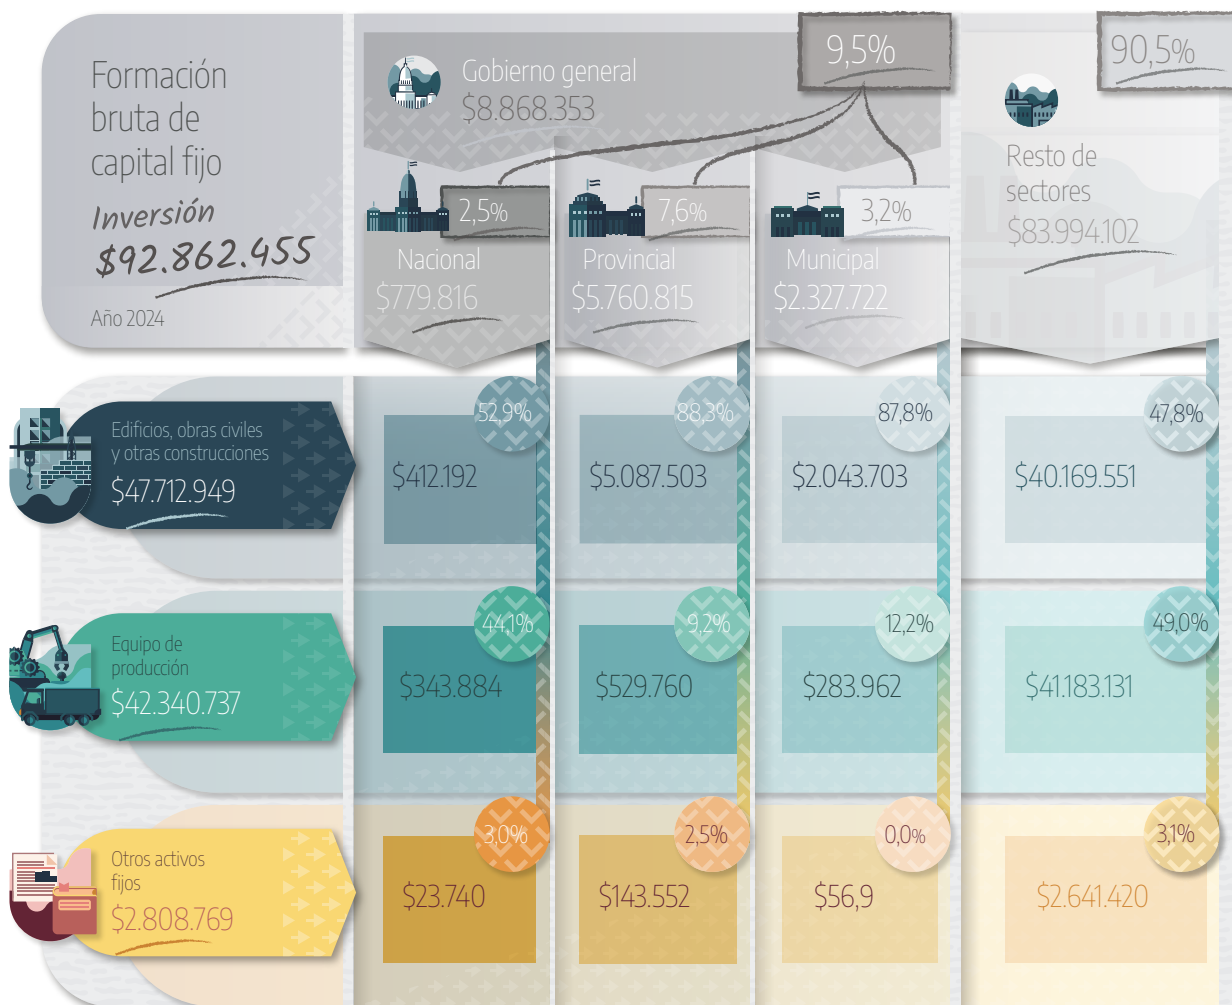 Formación
bruta de
capital fijo
Inversión
$92.862.455
Año 2024
Gobierno general
$8.868.353
9,5%
90,5%
Resto de
sectores
$83.994.102
2,5%
Nacional
$779.816
7,6%
Provincial
$5.760.815
3,2%
Municipal
$2.327.722
Edificios, obras civiles
y otras construcciones
$47.712.949
52,9%
$412.192
88,3%
$5.087.503
87,8%
$2.043.703
47,8%
$40.169.551
Equipo de
producción
$42.340.737
44,1%
$343.884
9,2%
$529.760
12,2%
$283.962
49,0%
$41.183.131
Otros activos
fijos
$2.808.769
3,0%
$23.740
2,5%
$143.552
0,0%
$56,9
3,1%
$2.641.420